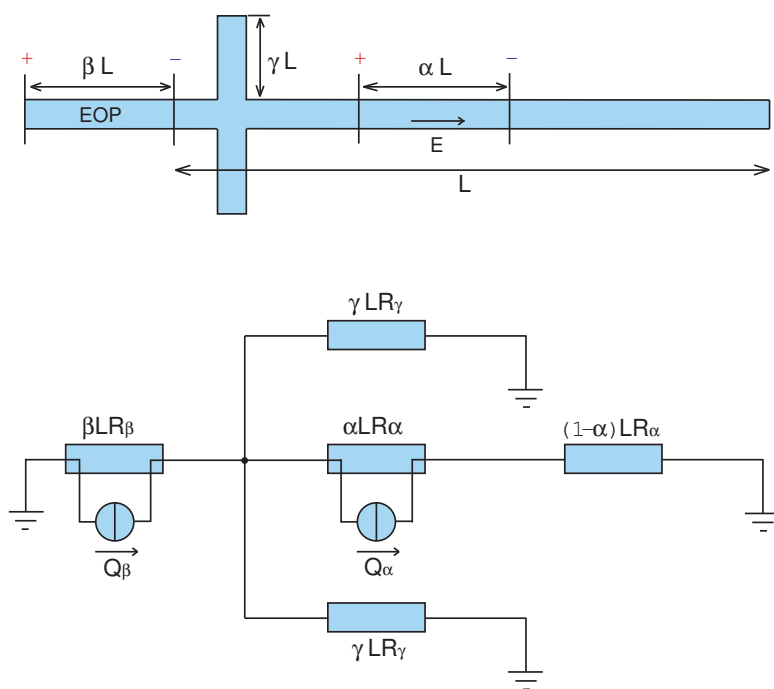 + − + −
β L
γ L
α L
EOP
E
L
γ LRγ
βLRβ
αLRα
(1−α)LRα
Qβ
Qα
γ LRγ